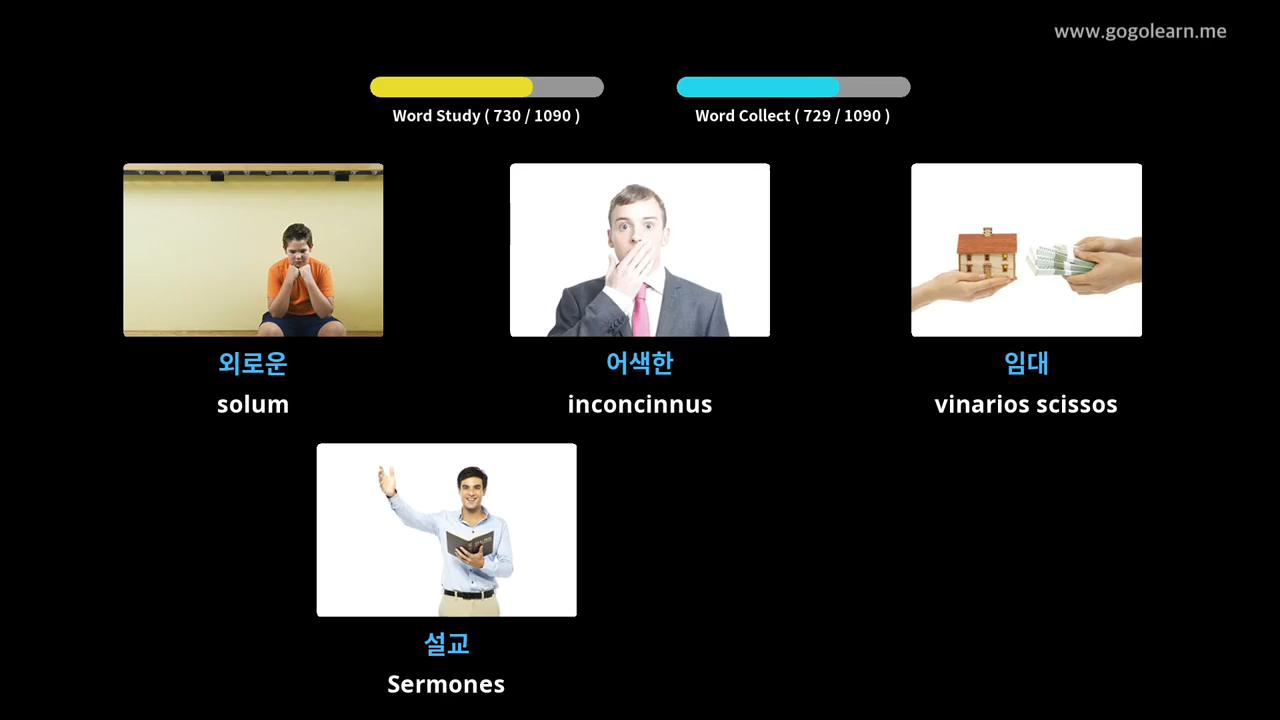 www.gogolearn.me
Word Study ( 730 / 1090 )
Word Collect ( 729 / 1090 )
외로운
solum
어색한
inconcinnus
임대
vinarios scissos
설교
Sermones